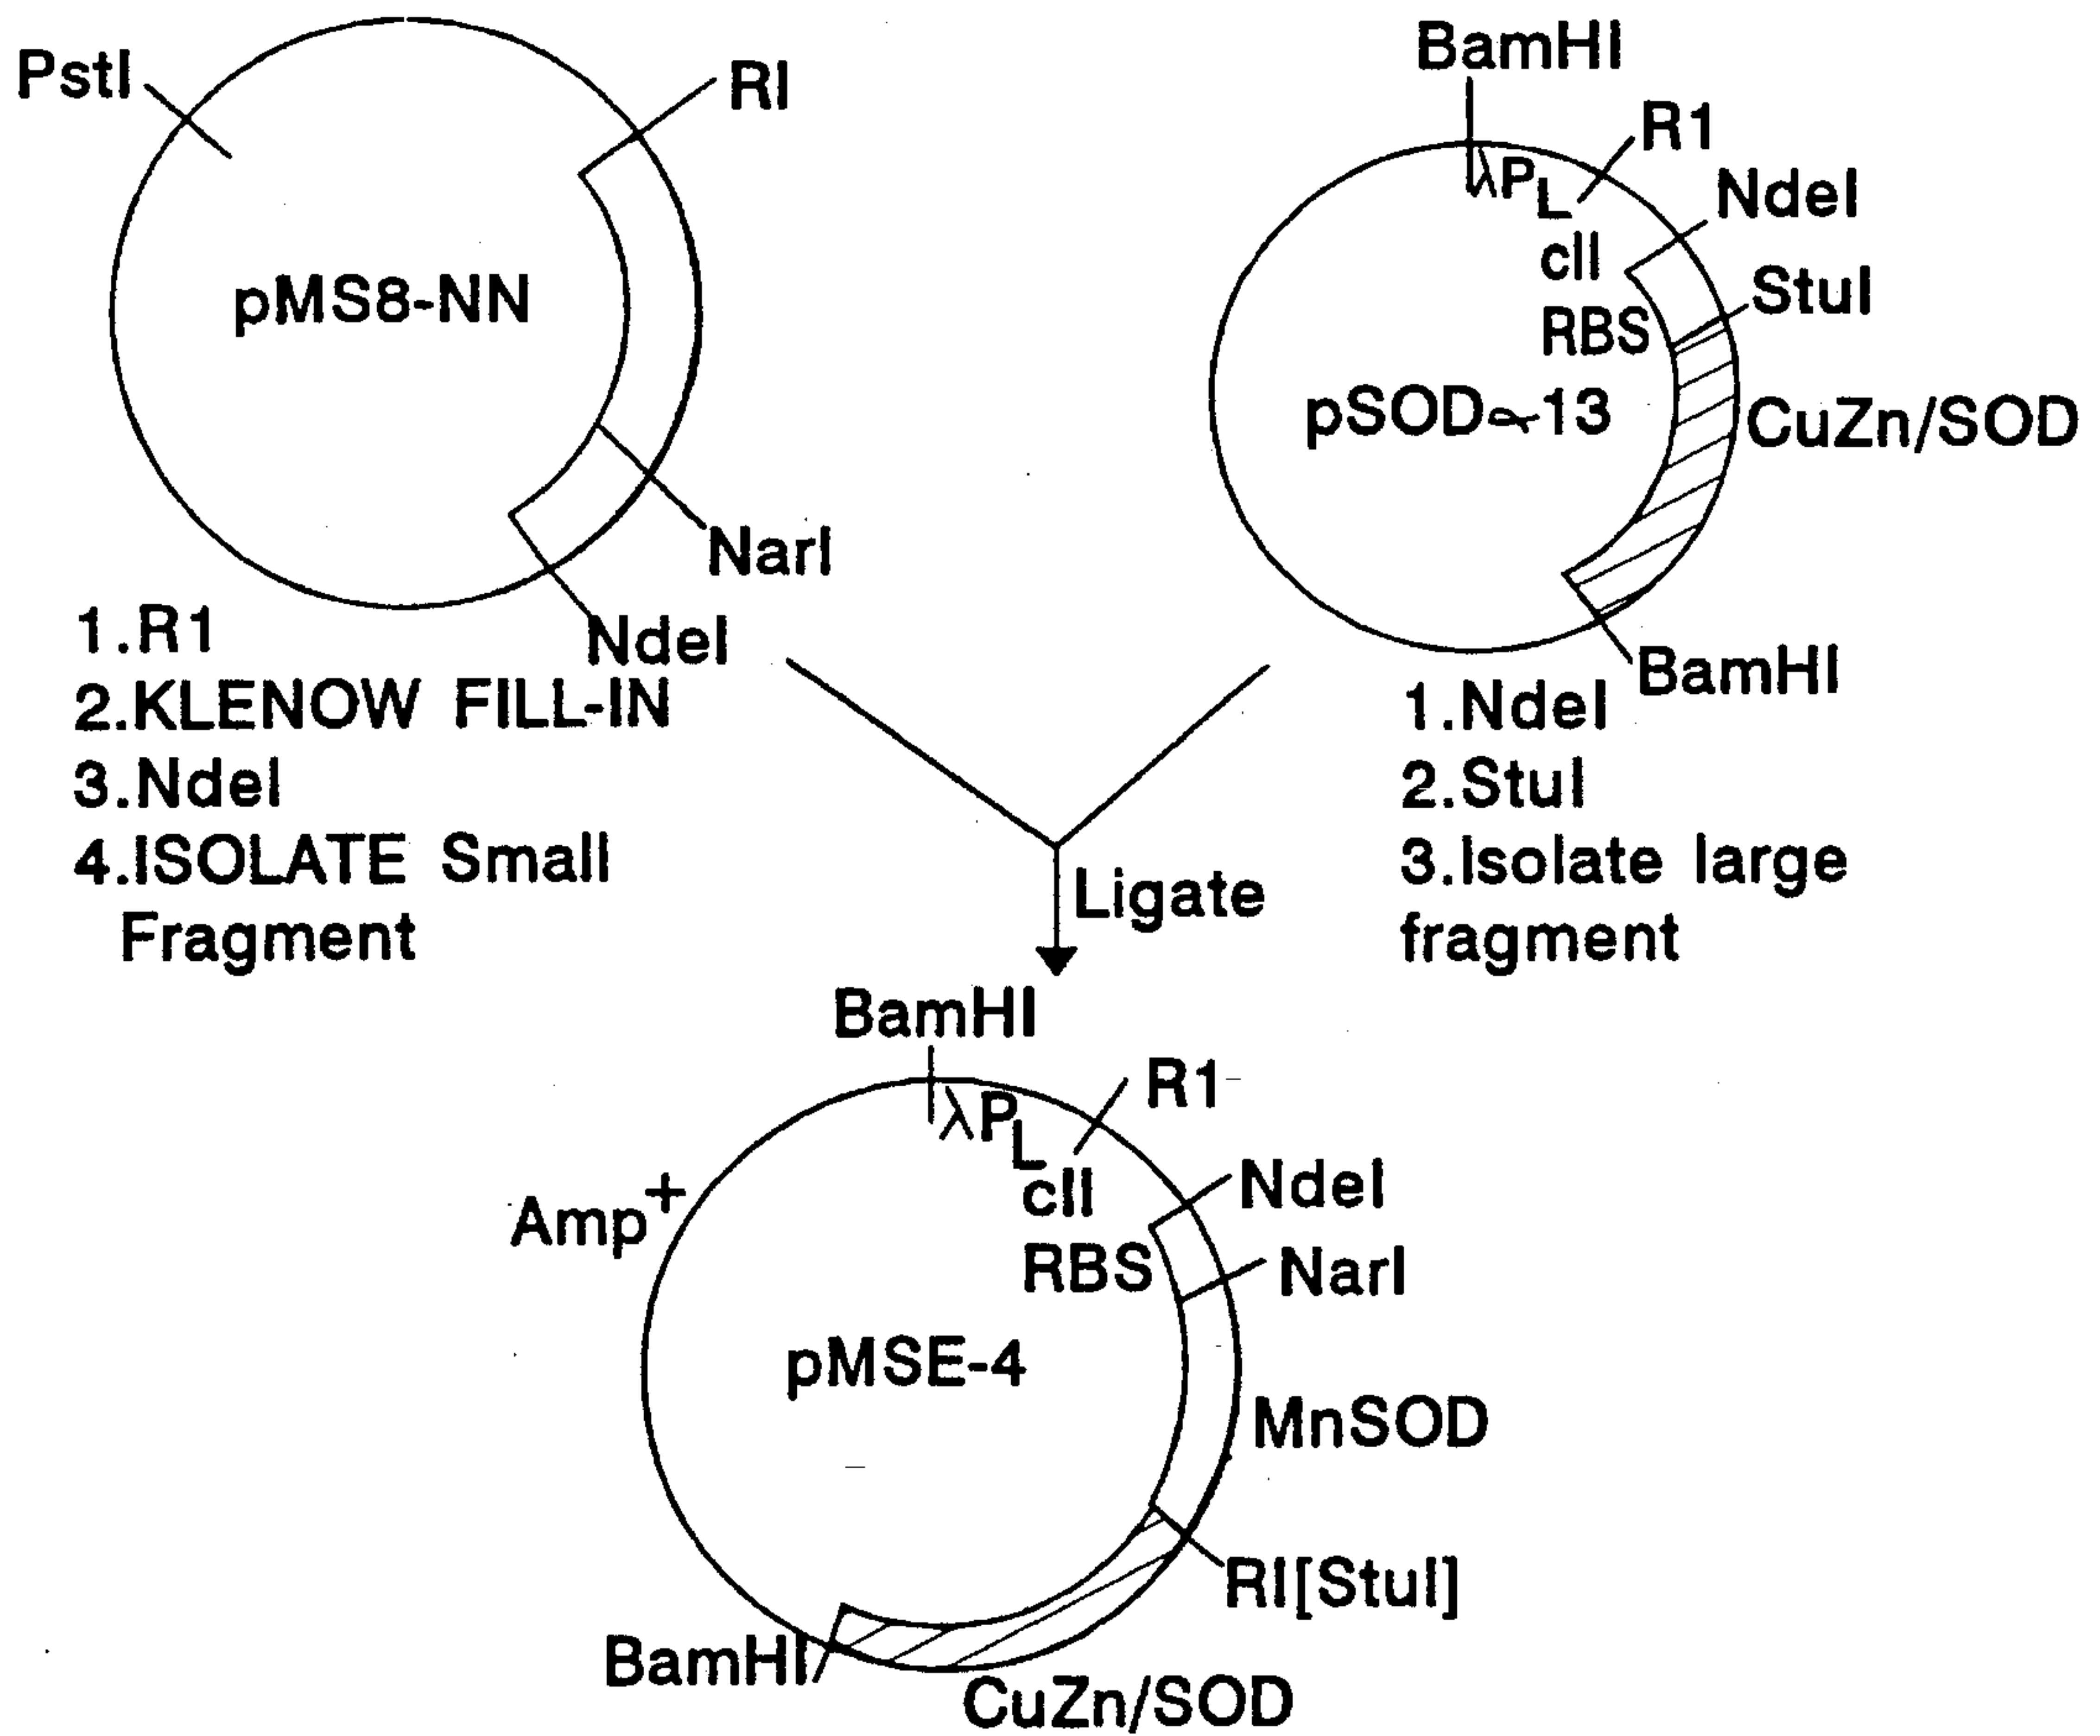 PstI
RI
pMS8-NN
NarI
NdeI
1.R1
2.KLENOW FILL-IN
3.NdeI
4.ISOLATE Small
Fragment
BamHI
R1
λPL
NdeI
cII
StuI
RBS
pSODα-13
CuZn/SOD
BamHI
1.NdeI
2.StuI
3.Isolate large
fragment
Ligate
BamHI
R1
λPL
NdeI
cII
Amp+
RBS
NarI
pMSE-4
MnSOD
RI[StuI]
BamHI
CuZn/SOD